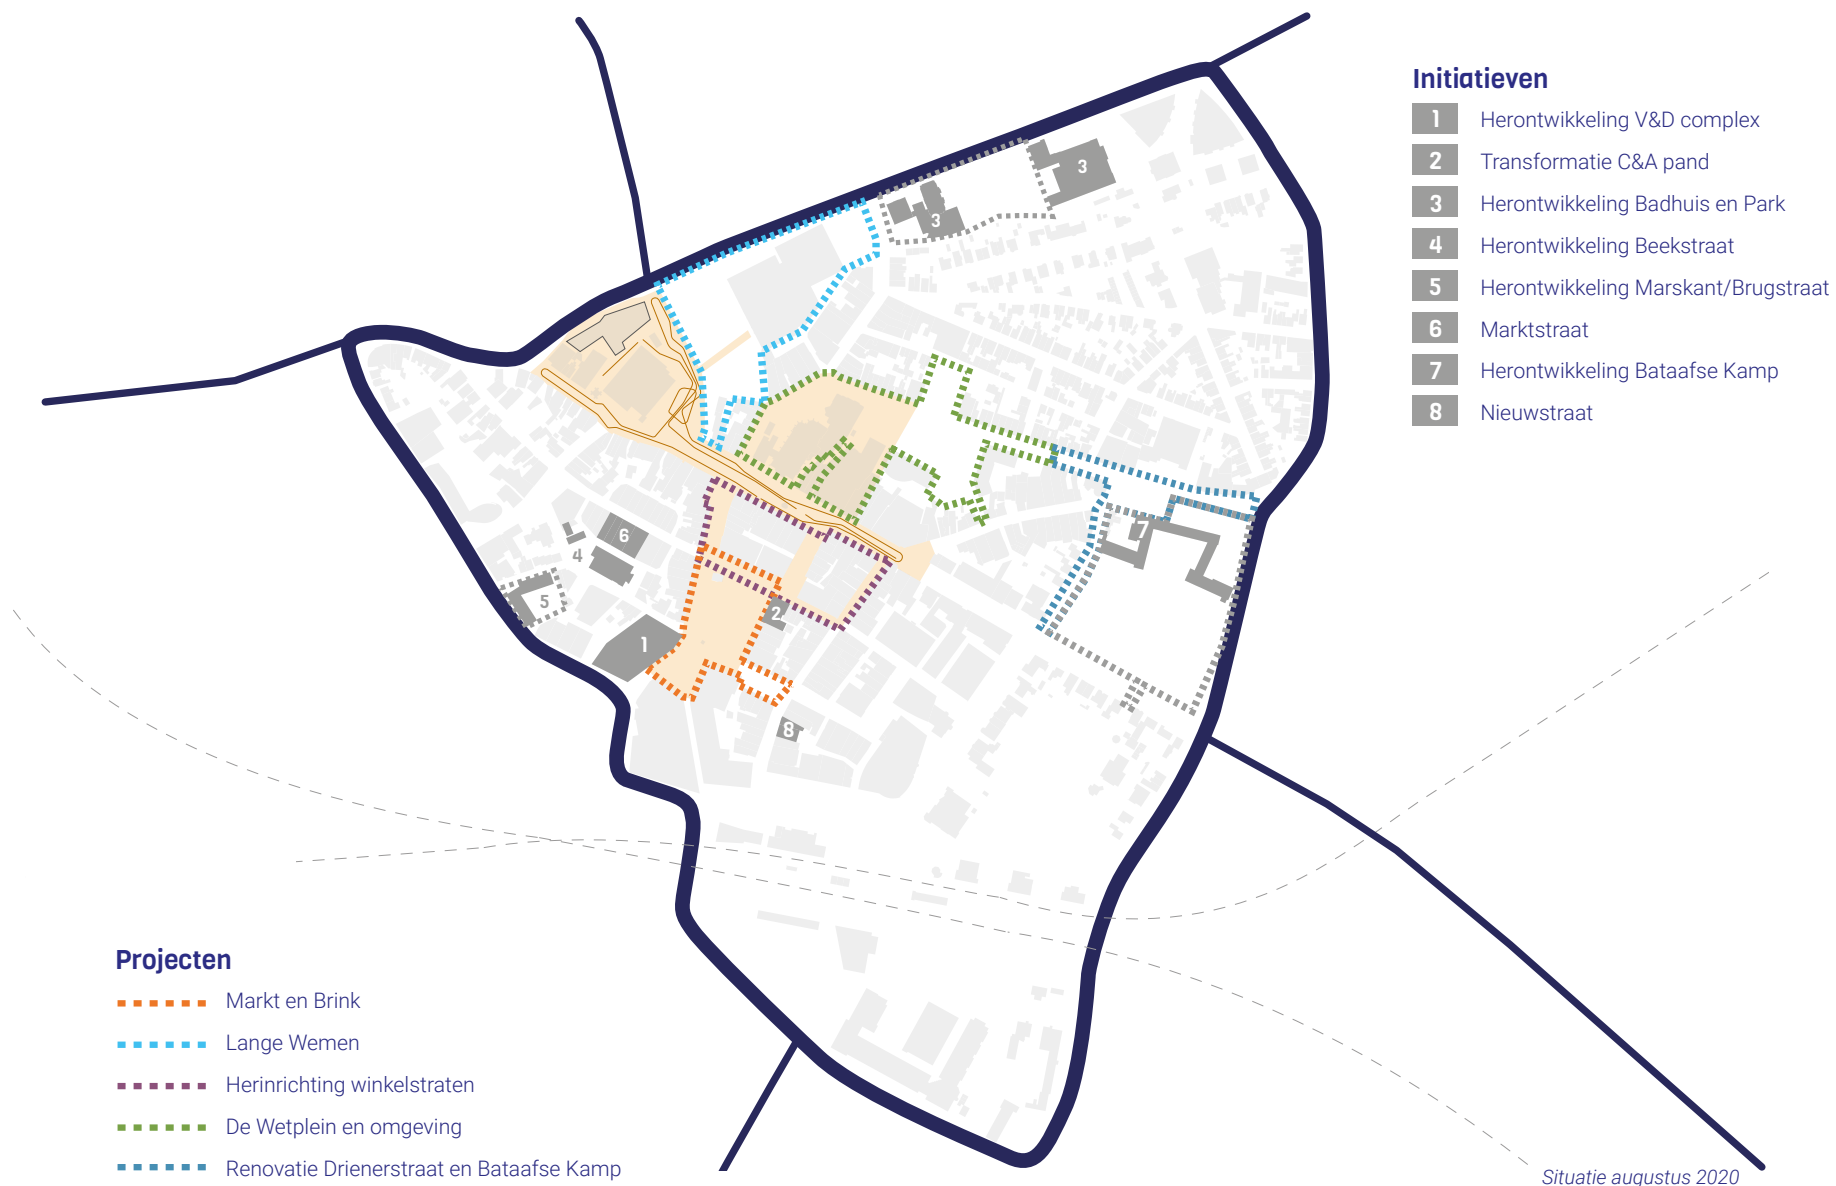 Initiatieven
1 Herontwikkeling V&D complex
2 Transformatie C&A pand
3 Herontwikkeling Badhuis en Park
4 Herontwikkeling Beekstraat
5 Herontwikkeling Marskant/Brugstraat
6 Marktstraat
7 Herontwikkeling Bataafse Kamp
8 Nieuwstraat
3
3
7
6
4
5
2
1
8
Projecten
Markt en Brink
Lange Wemen
Herinrichting winkelstraten
De Wetplein en omgeving
Renovatie Drienerstraat en Bataafse Kamp
Situatie augustus 2020